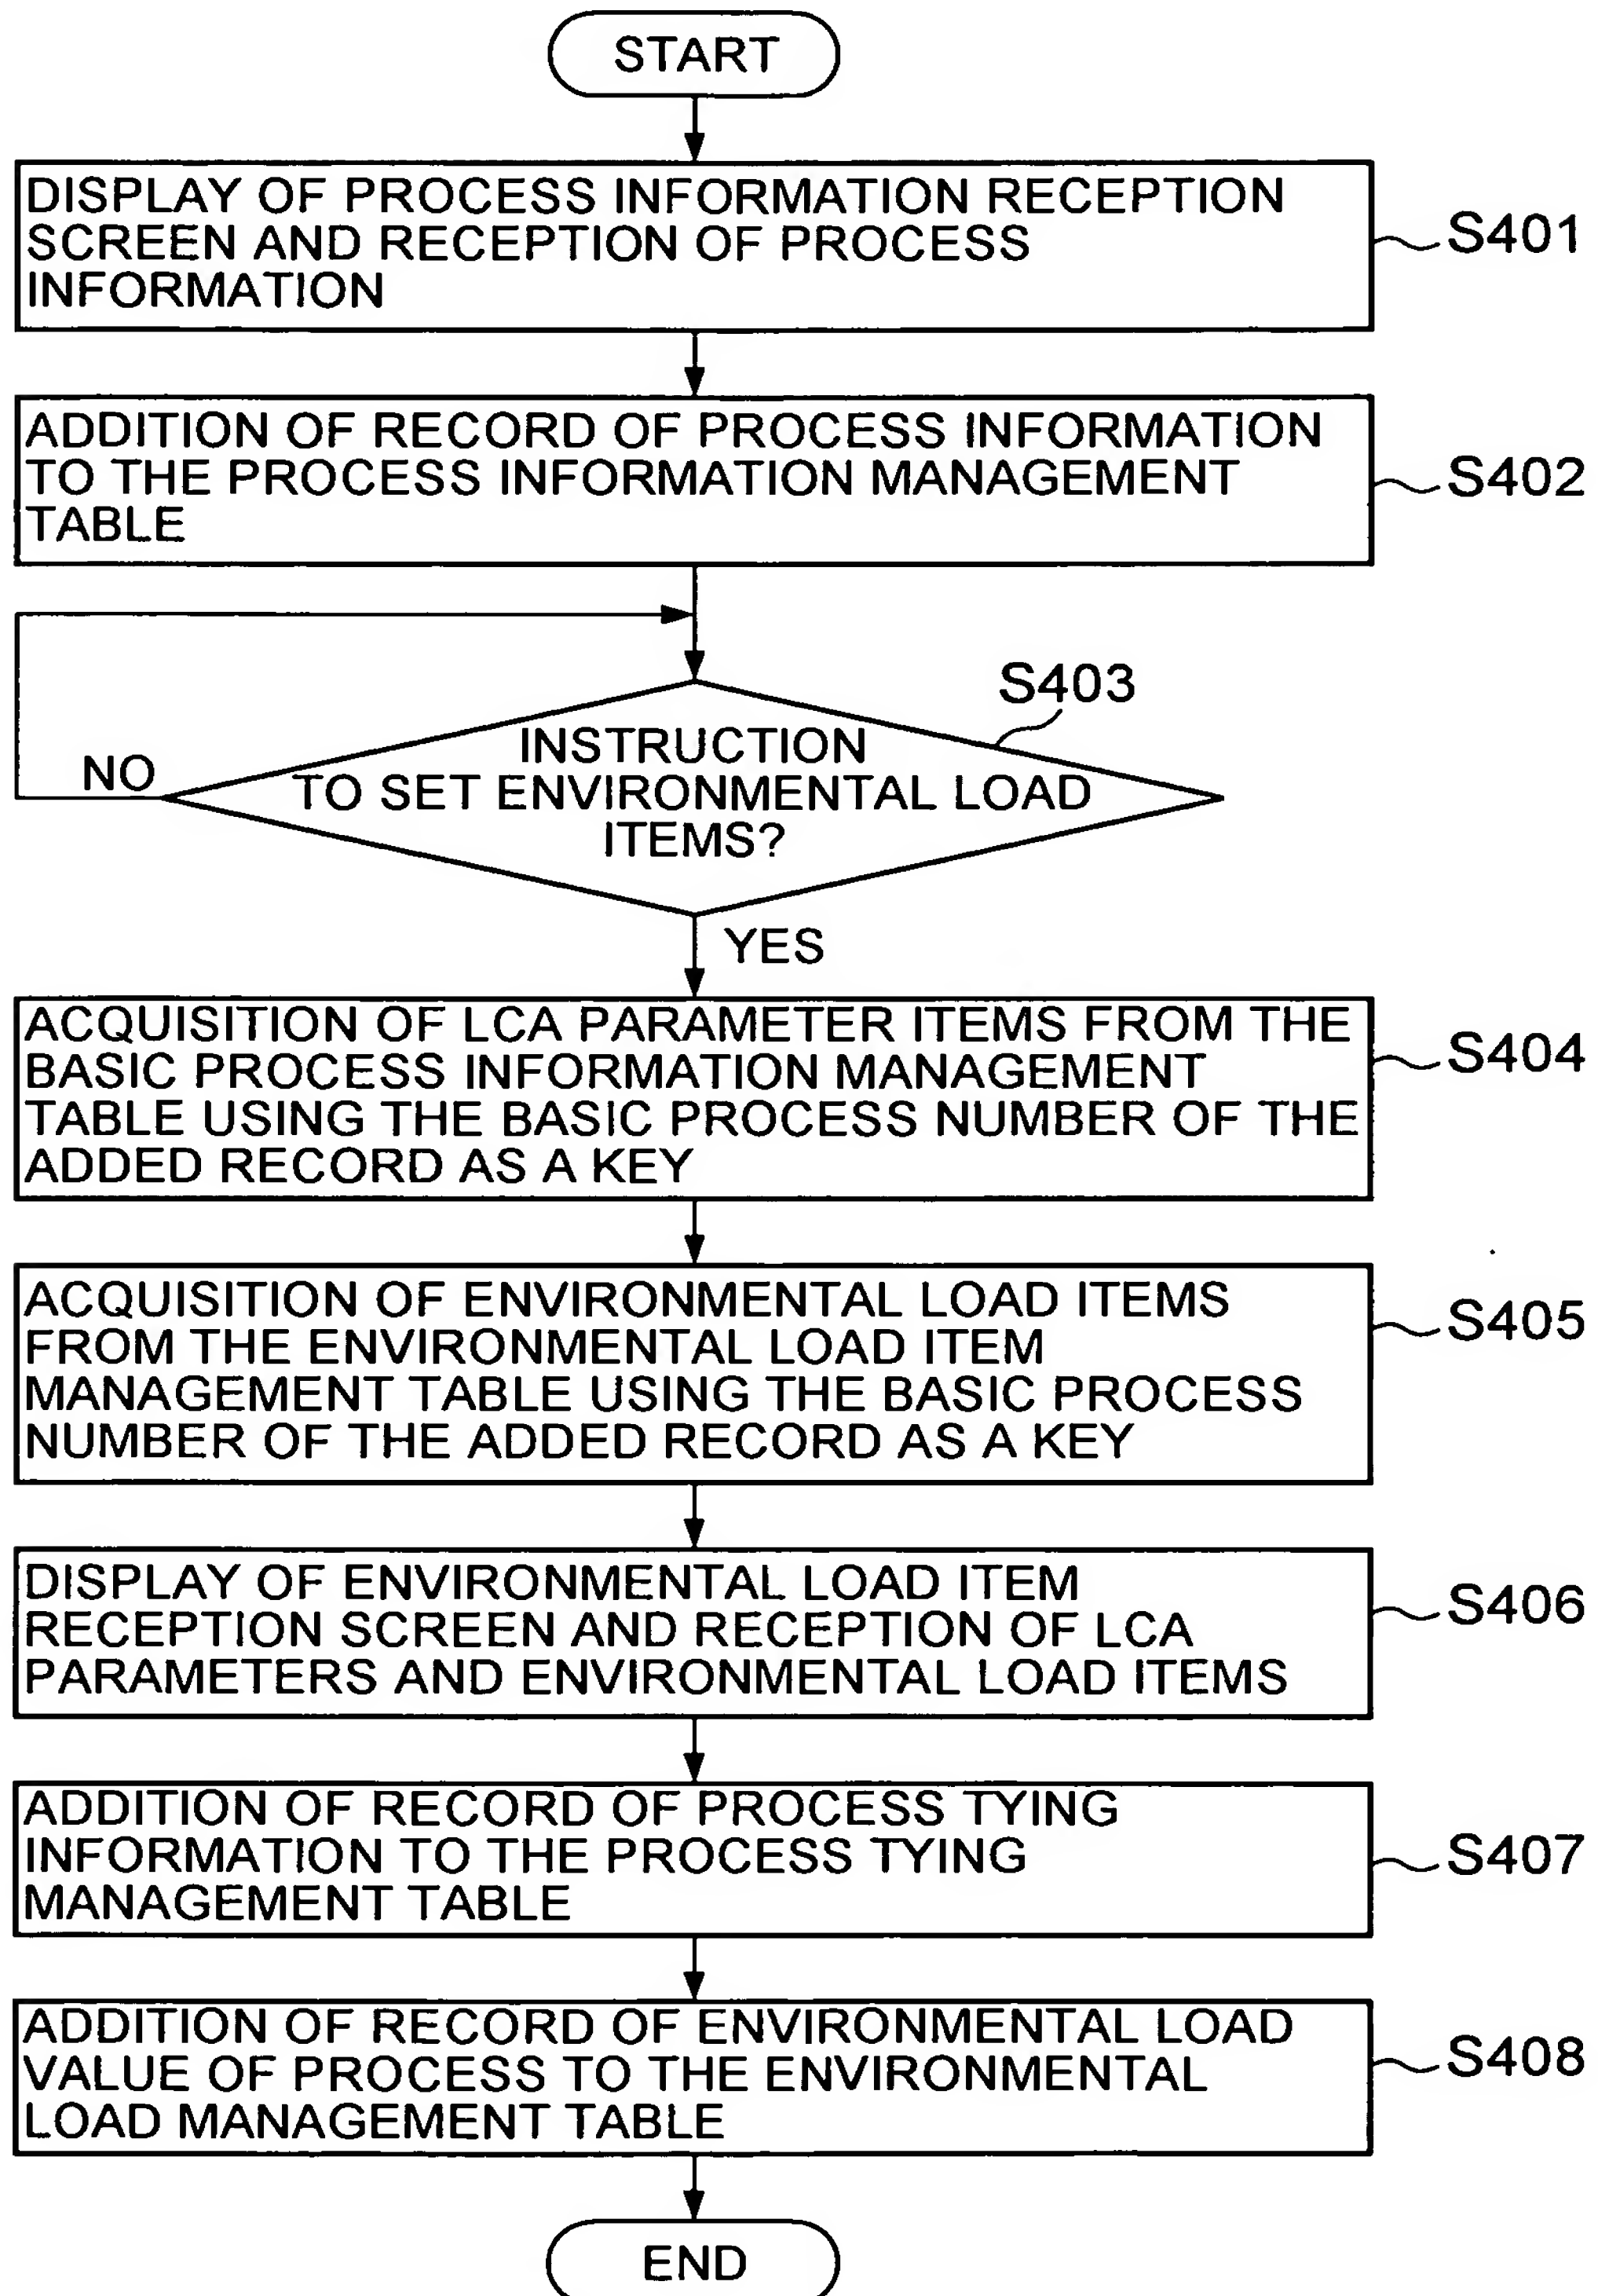 START
DISPLAY OF PROCESS INFORMATION RECEPTION
SCREEN AND RECEPTION OF PROCESS
INFORMATION
S401
ADDITION OF RECORD OF PROCESS INFORMATION
TO THE PROCESS INFORMATION MANAGEMENT
TABLE
S402
S403
INSTRUCTION
TO SET ENVIRONMENTAL LOAD
ITEMS?
NO
YES
ACQUISITION OF LCA PARAMETER ITEMS FROM THE
BASIC PROCESS INFORMATION MANAGEMENT
TABLE USING THE BASIC PROCESS NUMBER OF THE
ADDED RECORD AS A KEY
S404
ACQUISITION OF ENVIRONMENTAL LOAD ITEMS
FROM THE ENVIRONMENTAL LOAD ITEM
MANAGEMENT TABLE USING THE BASIC PROCESS
NUMBER OF THE ADDED RECORD AS A KEY
S405
DISPLAY OF ENVIRONMENTAL LOAD ITEM
RECEPTION SCREEN AND RECEPTION OF LCA
PARAMETERS AND ENVIRONMENTAL LOAD ITEMS
S406
ADDITION OF RECORD OF PROCESS TYING
INFORMATION TO THE PROCESS TYING
MANAGEMENT TABLE
S407
ADDITION OF RECORD OF ENVIRONMENTAL LOAD
VALUE OF PROCESS TO THE ENVIRONMENTAL
LOAD MANAGEMENT TABLE
S408
END